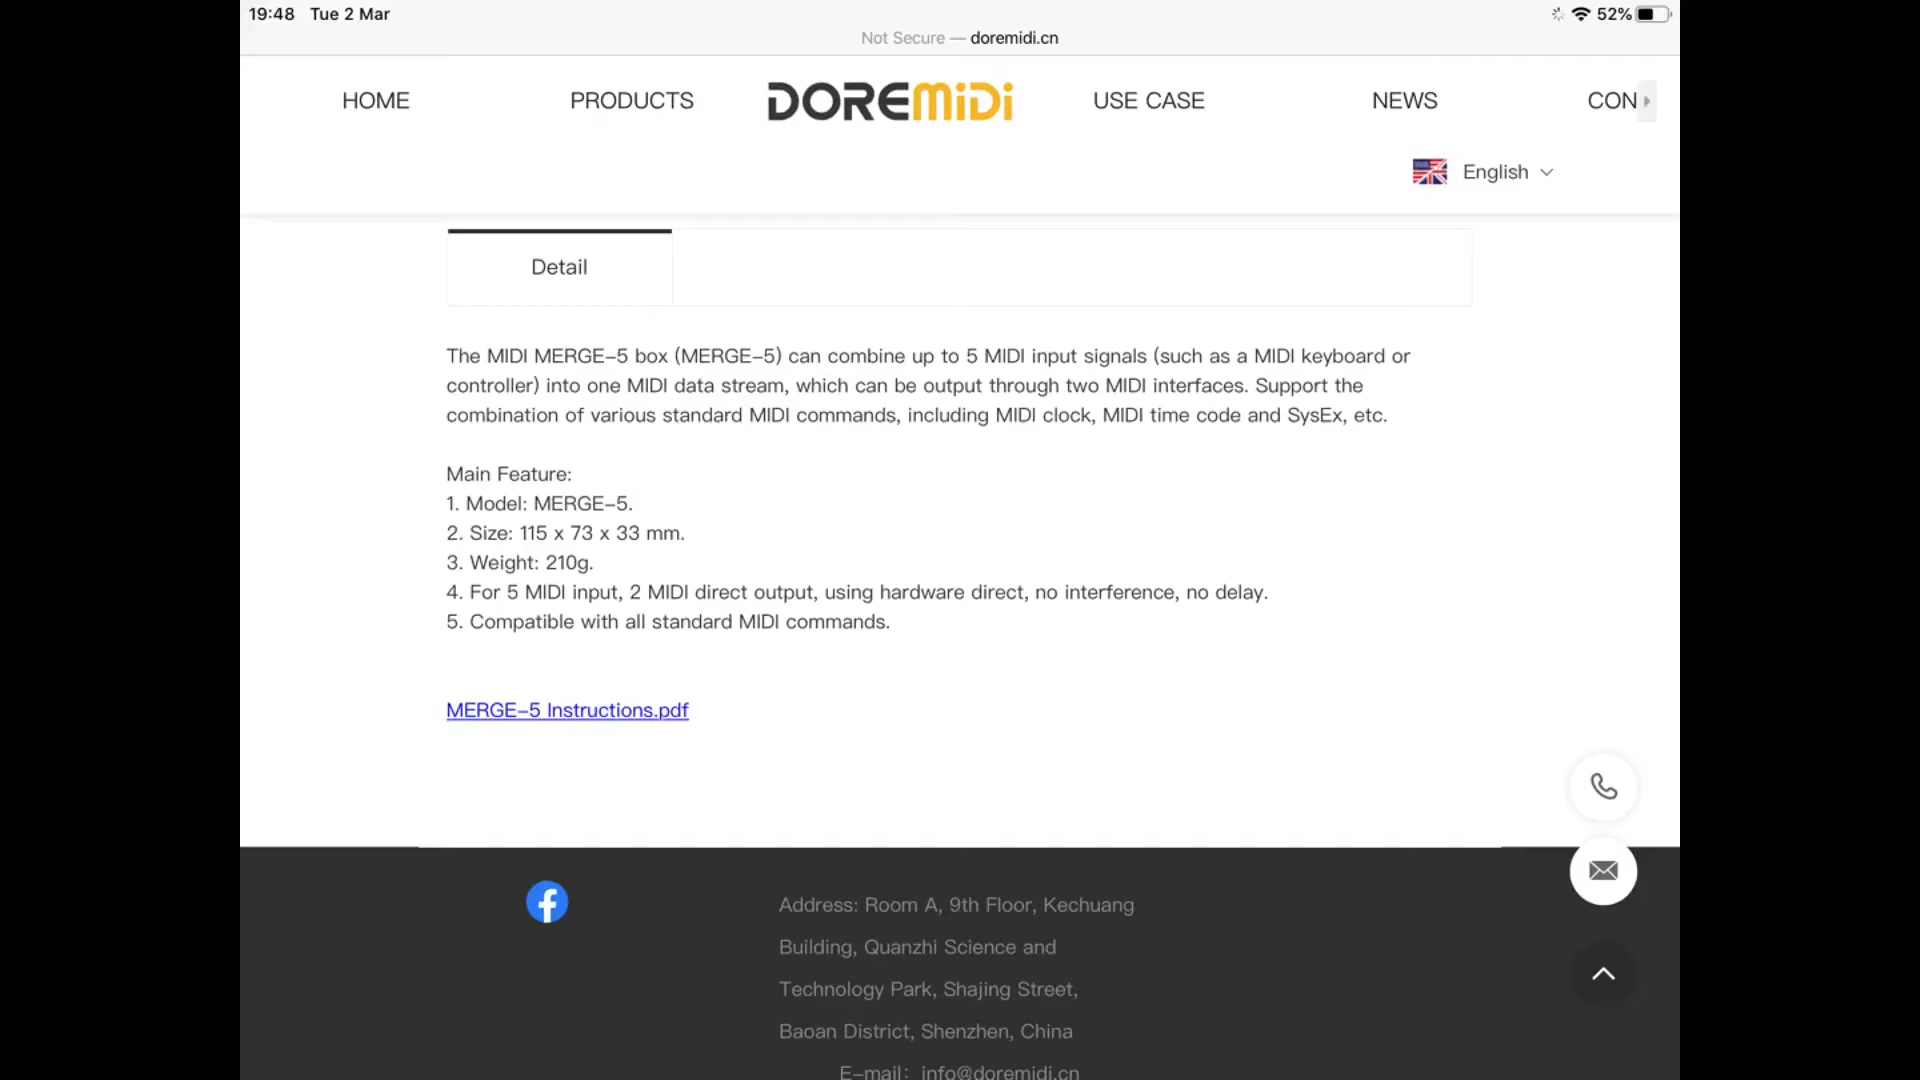 19:48 Tue 2 Mar
52%
Not Secure — doremidi.cn
HOME PRODUCTS DOREMiDi USE CASE NEWS CON
English
Detail
The MIDI MERGE–5 box (MERGE–5) can combine up to 5 MIDI input signals (such as a MIDI keyboard or
controller) into one MIDI data stream, which can be output through two MIDI interfaces. Support the
combination of various standard MIDI commands, including MIDI clock, MIDI time code and SysEx, etc.
Main Feature:
1. Model: MERGE–5.
2. Size: 115 x 73 x 33 mm.
3. Weight: 210g.
4. For 5 MIDI input, 2 MIDI direct output, using hardware direct, no interference, no delay.
5. Compatible with all standard MIDI commands.
MERGE–5 Instructions.pdf
Address: Room A, 9th Floor, Kechuang
Building, Quanzhi Science and
Technology Park, Shajing Street,
Baoan District, Shenzhen, China
E–mail：info@doremidi.cn